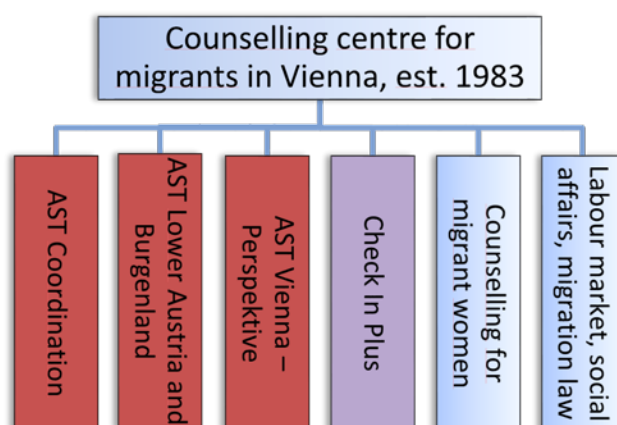 Counselling centre for
migrants in Vienna, est. 1983
AST Coordination
AST Lower Austria and
Burgenland
AST Vienna –
Perspektive
Check In Plus
Counselling for
migrant women
Labour market, social
affairs, migration law